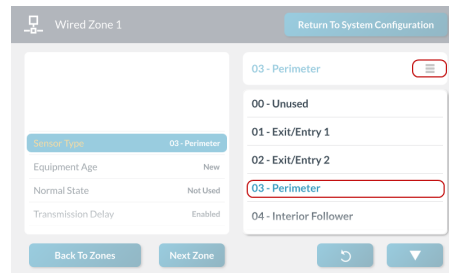 Wired Zone 1
Return To System Configuration
03 - Perimeter
00 - Unused
01 - Exit/Entry 1
02 - Exit/Entry 2
03 - Perimeter
04 - Interior Follower
Sensor Type 03 - Perimeter
Equipment Age New
Normal State Not Used
Transmission Delay Enabled
Back To Zones
Next Zone